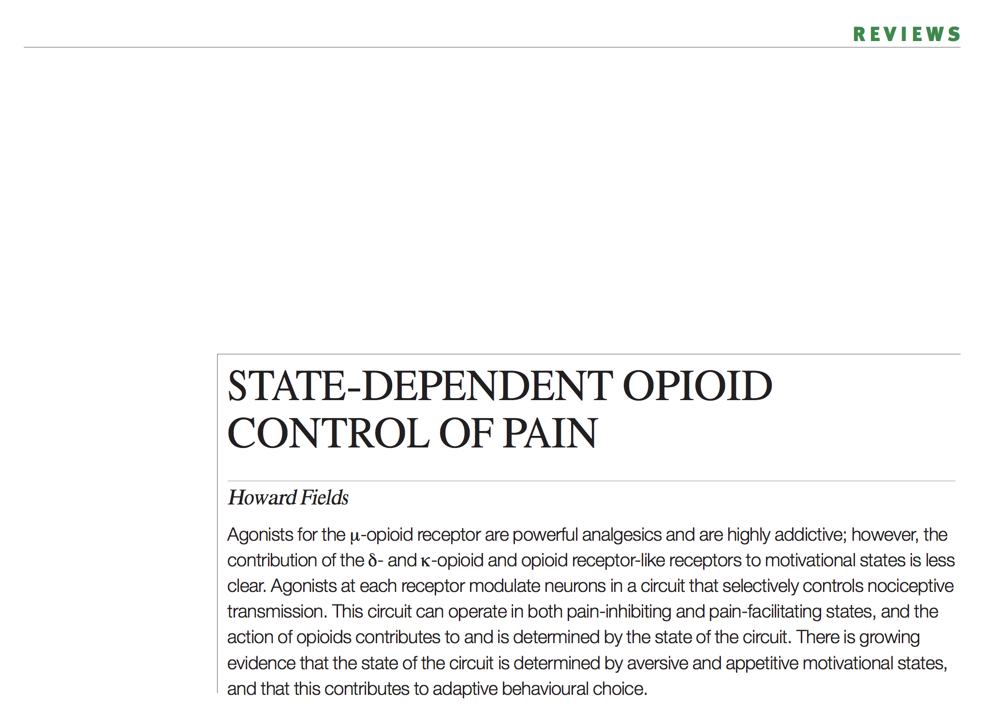 REVIEWS
STATE-DEPENDENT OPIOID
CONTROL OF PAIN
Howard Fields
Agonists for the μ-opioid receptor are powerful analgesics and are highly addictive; however, the
contribution of the δ- and κ-opioid and opioid receptor-like receptors to motivational states is less
clear. Agonists at each receptor modulate neurons in a circuit that selectively controls nociceptive
transmission. This circuit can operate in both pain-inhibiting and pain-facilitating states, and the
action of opioids contributes to and is determined by the state of the circuit. There is growing
evidence that the state of the circuit is determined by aversive and appetitive motivational states,
and that this contributes to adaptive behavioural choice.